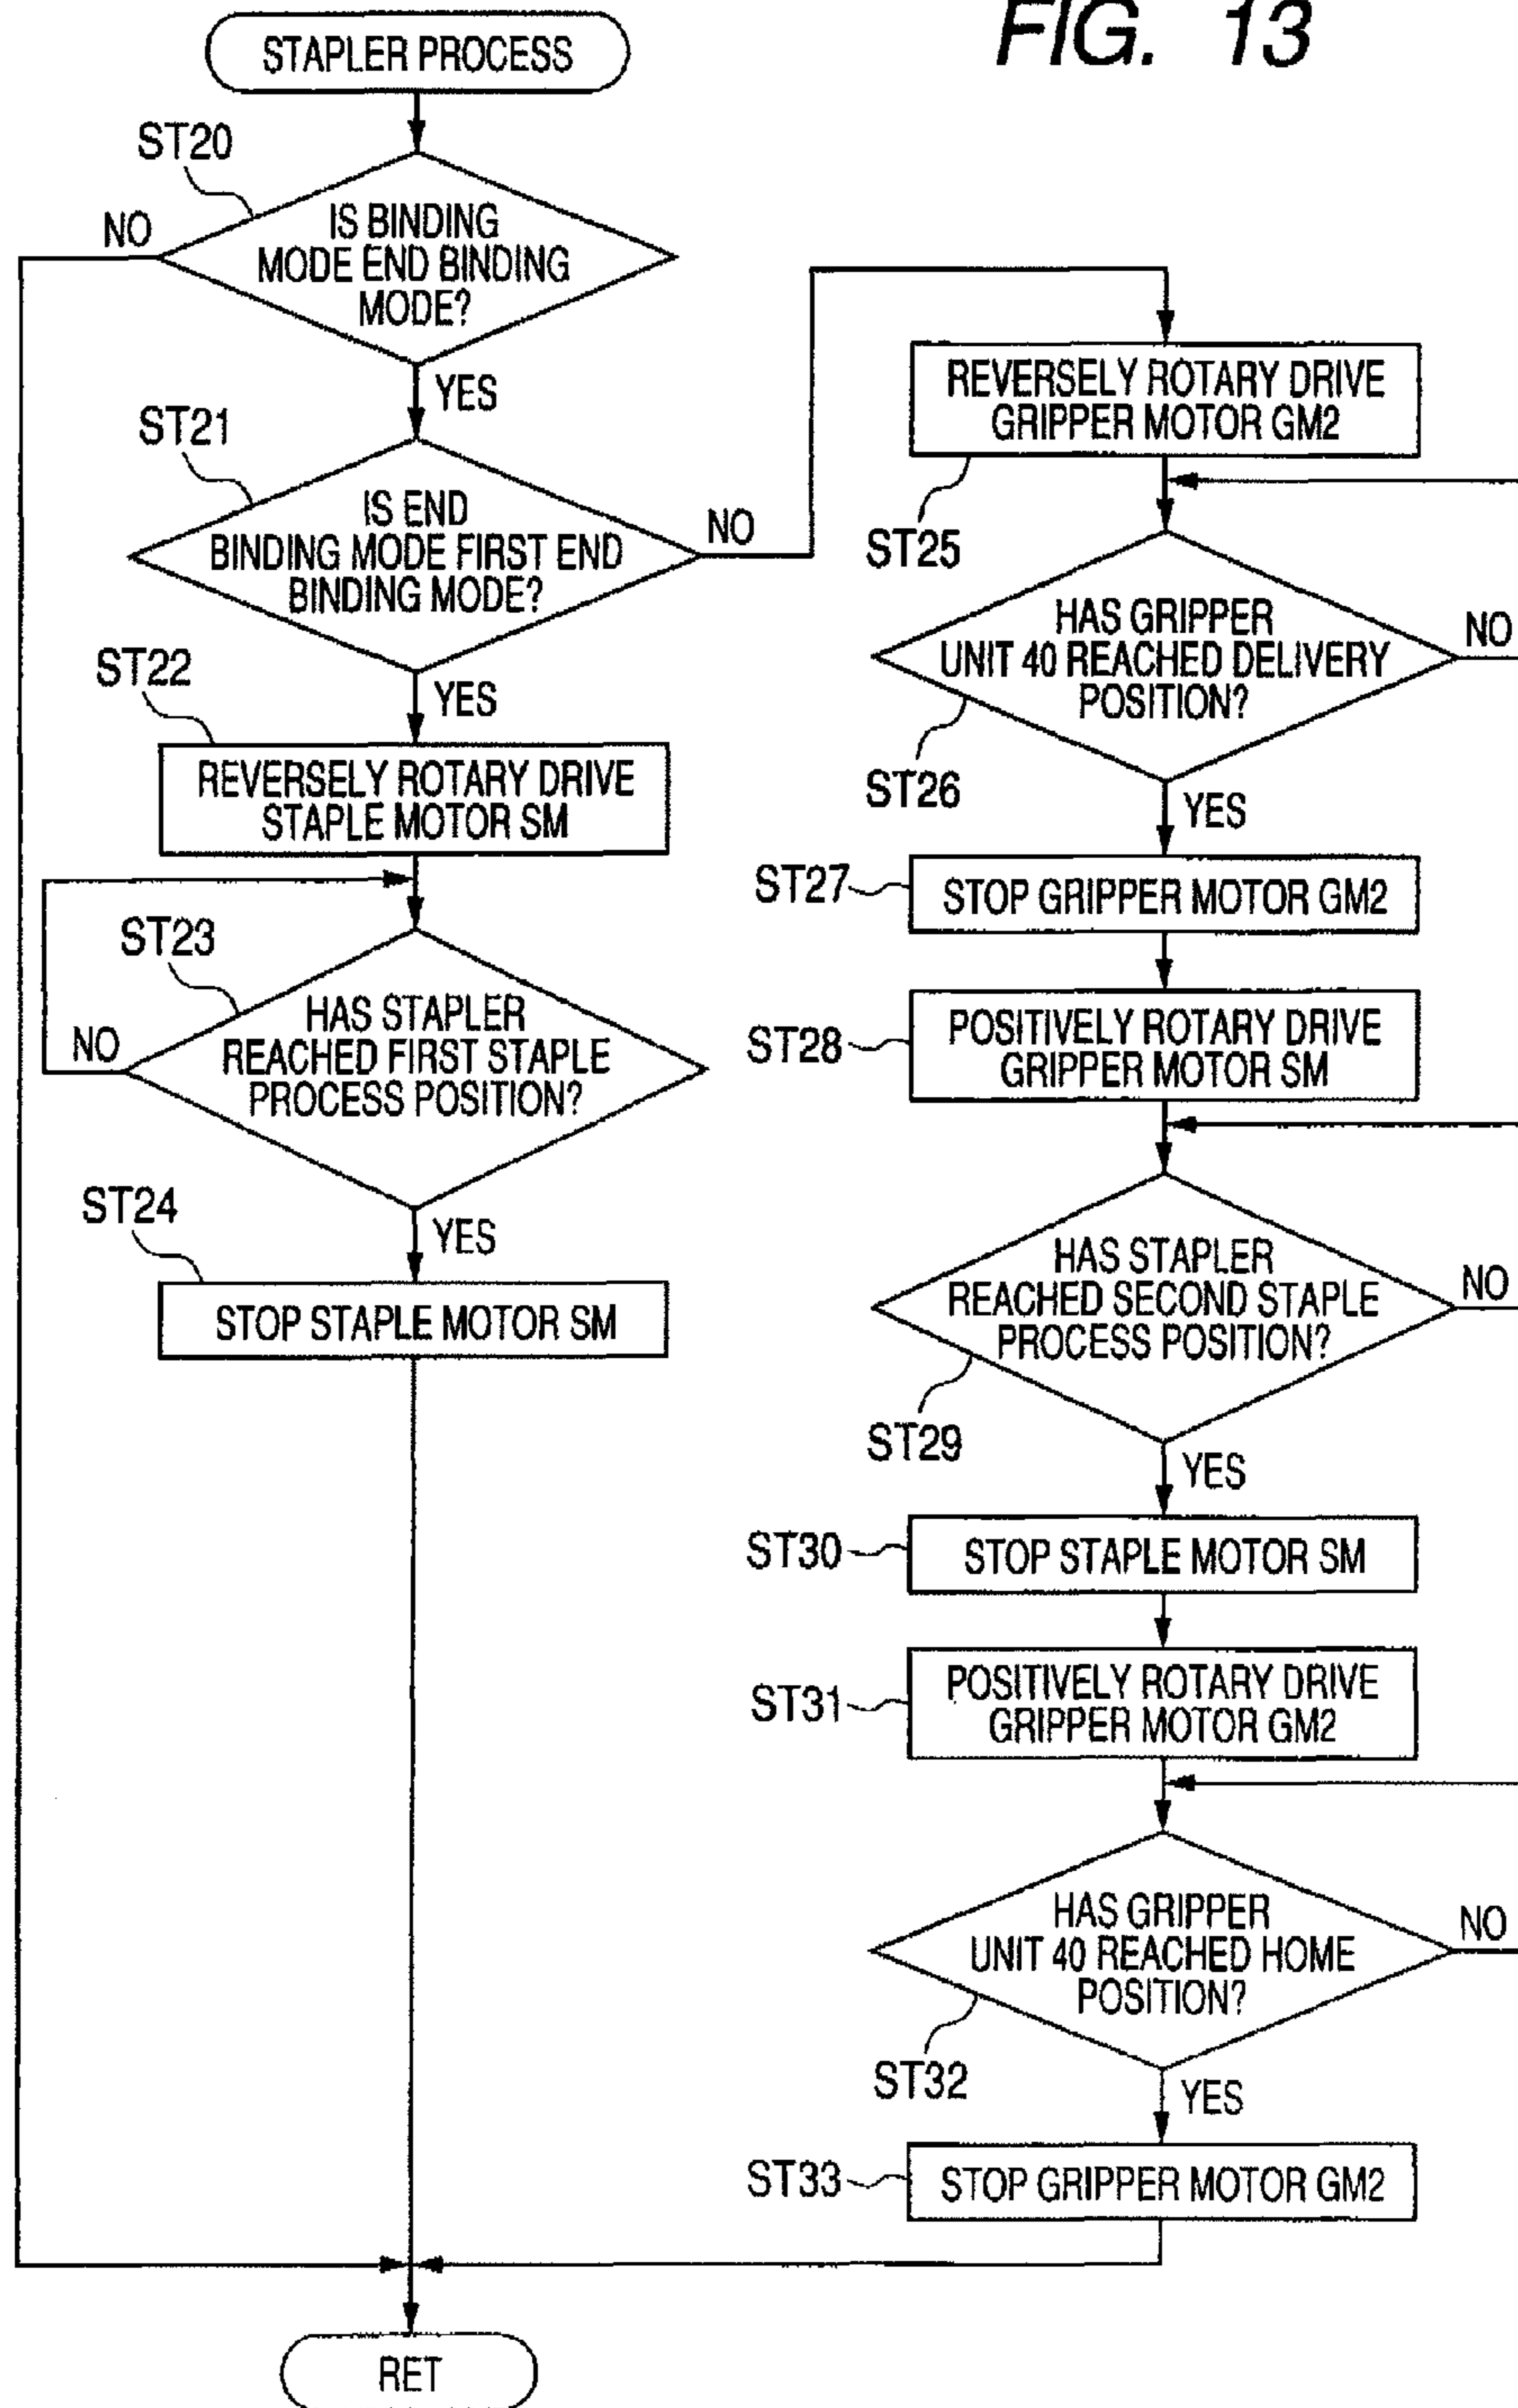 FIG. 13
STAPLER PROCESS
ST20
IS BINDING
MODE END BINDING
MODE?
NO
YES
ST21
IS END
BINDING MODE FIRST END
BINDING MODE?
NO
YES
ST22
REVERSELY ROTARY DRIVE
STAPLE MOTOR SM
ST23
HAS STAPLER
REACHED FIRST STAPLE
PROCESS POSITION?
NO
YES
ST24
STOP STAPLE MOTOR SM
REVERSELY ROTARY DRIVE
GRIPPER MOTOR GM2
ST25
HAS GRIPPER
UNIT 40 REACHED DELIVERY
POSITION?
NO
ST26
YES
ST27
STOP GRIPPER MOTOR GM2
ST28
POSITIVELY ROTARY DRIVE
GRIPPER MOTOR SM
HAS STAPLER
REACHED SECOND STAPLE
PROCESS POSITION?
NO
ST29
YES
ST30
STOP STAPLE MOTOR SM
ST31
POSITIVELY ROTARY DRIVE
GRIPPER MOTOR GM2
HAS GRIPPER
UNIT 40 REACHED HOME
POSITION?
NO
ST32
YES
ST33
STOP GRIPPER MOTOR GM2
RET